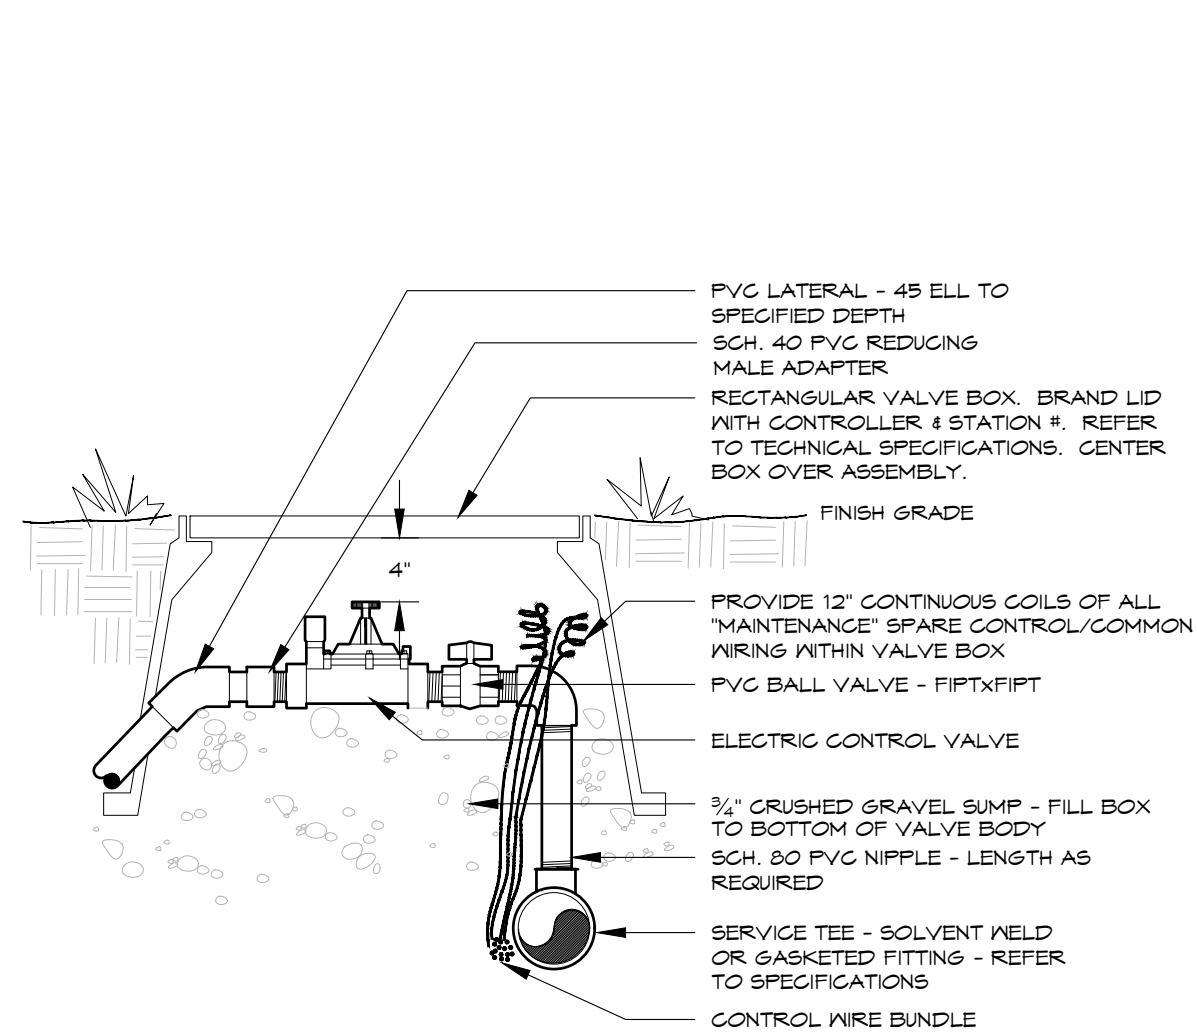 PVC LATERAL - 45 ELL TO
SPECIFIED DEPTH
SCH. 40 PVC REDUCING
MALE ADAPTER
RECTANGULAR VALVE BOX. BRAND LID
WITH CONTROLLER & STATION #. REFER
TO TECHNICAL SPECIFICATIONS. CENTER
BOX OVER ASSEMBLY.
FINISH GRADE
4"
PROVIDE 12" CONTINUOUS COILS OF ALL
"MAINTENANCE" SPARE CONTROL/COMMON
WIRING WITHIN VALVE BOX
PVC BALL VALVE - FIPTxFIPT
ELECTRIC CONTROL VALVE
¾" CRUSHED GRAVEL SUMP - FILL BOX
TO BOTTOM OF VALVE BODY
SCH. 80 PVC NIPPLE - LENGTH AS
REQUIRED
SERVICE TEE - SOLVENT WELD
OR GASKETED FITTING - REFER
TO SPECIFICATIONS
CONTROL WIRE BUNDLE